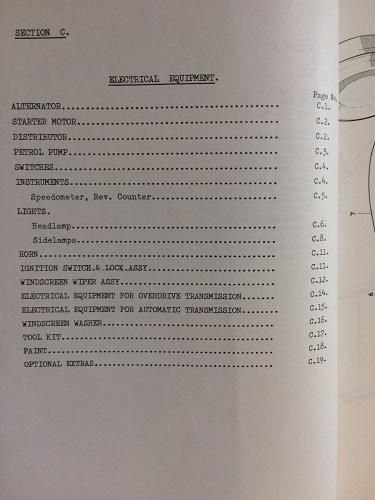 SECTION C.
ELECTRICAL EQUIPMENT.
Page No.
ALTERNATOR............................................ C.1.
STARTER MOTOR......................................... C.2.
DISTRIBUTOR........................................... C.2.
PETROL PUMP........................................... C.3.
SWITCHES.............................................. C.4.
INSTRUMENTS........................................... C.4.
Speedometer, Rev. Counter......................... C.5.
LIGHTS.
Headlamp.......................................... C.6.
Sidelamps......................................... C.8.
HORN.................................................. C.11.
IGNITION SWITCH.& LOCK.ASSY........................... C.11.
WINDSCREEN WIPER ASSY................................. C.12.
ELECTRICAL EQUIPMENT FOR OVERDRIVE TRANSMISSION....... C.14.
ELECTRICAL EQUIPMENT FOR AUTOMATIC TRANSMISSION....... C.15.
WINDSCREEN WASHER..................................... C.16.
TOOL KIT.............................................. C.17.
PAINT................................................. C.18.
OPTIONAL EXTRAS....................................... C.19.
7